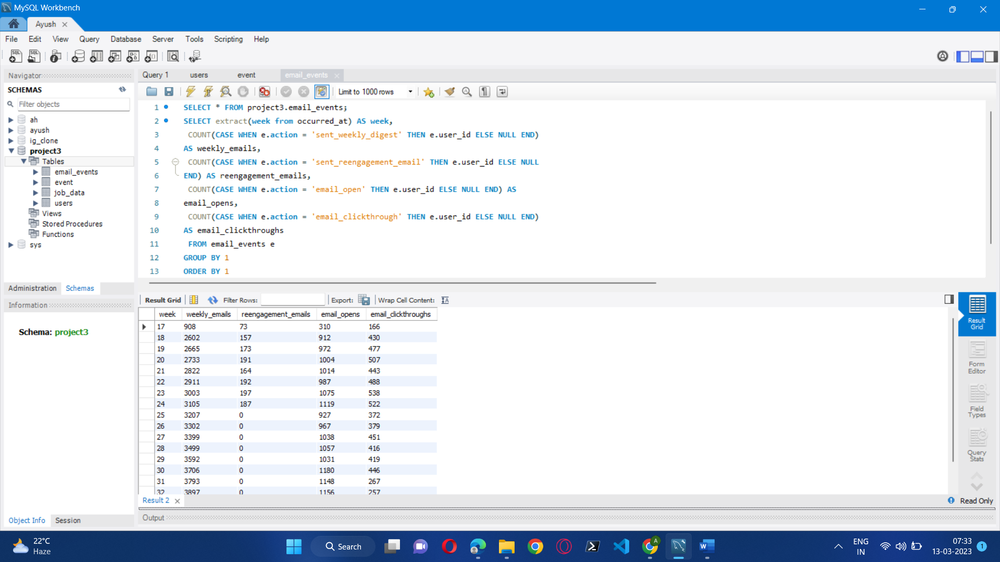 MySQL Workbench
Ayush
File Edit View Query Database Server Tools Scripting Help
Navigator
SCHEMAS
Filter objects
ah
ayush
ig_clone
project3
Tables
email_events
event
job_data
users
Views
Stored Procedures
Functions
sys
Administration Schemas
Information
Schema: project3
Object Info Session
Query 1 users event email_events
Limit to 1000 rows
1 SELECT * FROM project3.email_events;
2 SELECT extract(week from occurred_at) AS week,
3 COUNT(CASE WHEN e.action = 'sent_weekly_digest' THEN e.user_id ELSE NULL END)
4 AS weekly_emails,
5 COUNT(CASE WHEN e.action = 'sent_reengagement_email' THEN e.user_id ELSE NULL
6 END) AS reengagement_emails,
7 COUNT(CASE WHEN e.action = 'email_open' THEN e.user_id ELSE NULL END) AS
8 email_opens,
9 COUNT(CASE WHEN e.action = 'email_clickthrough' THEN e.user_id ELSE NULL END)
10 AS email_clickthroughs
11 FROM email_events e
12 GROUP BY 1
13 ORDER BY 1
Result Grid Filter Rows: Export: Wrap Cell Content:
week weekly_emails reengagement_emails email_opens email_clickthroughs
17 908 73 310 166
18 2602 157 912 430
19 2665 173 972 477
20 2733 191 1004 507
21 2822 164 1014 443
22 2911 192 987 488
23 3003 197 1075 538
24 3105 187 1119 522
25 3207 0 927 372
26 3302 0 967 379
27 3399 0 1038 451
28 3499 0 1057 416
29 3592 0 1031 419
30 3706 0 1180 446
31 3793 0 1148 267
32 3897 0 1156 257
Result Grid
Form Editor
Field Types
Query Stats
Result 2
Read Only
Output
22°C
Haze
Search
ENG
IN
07:33
13-03-2023
1